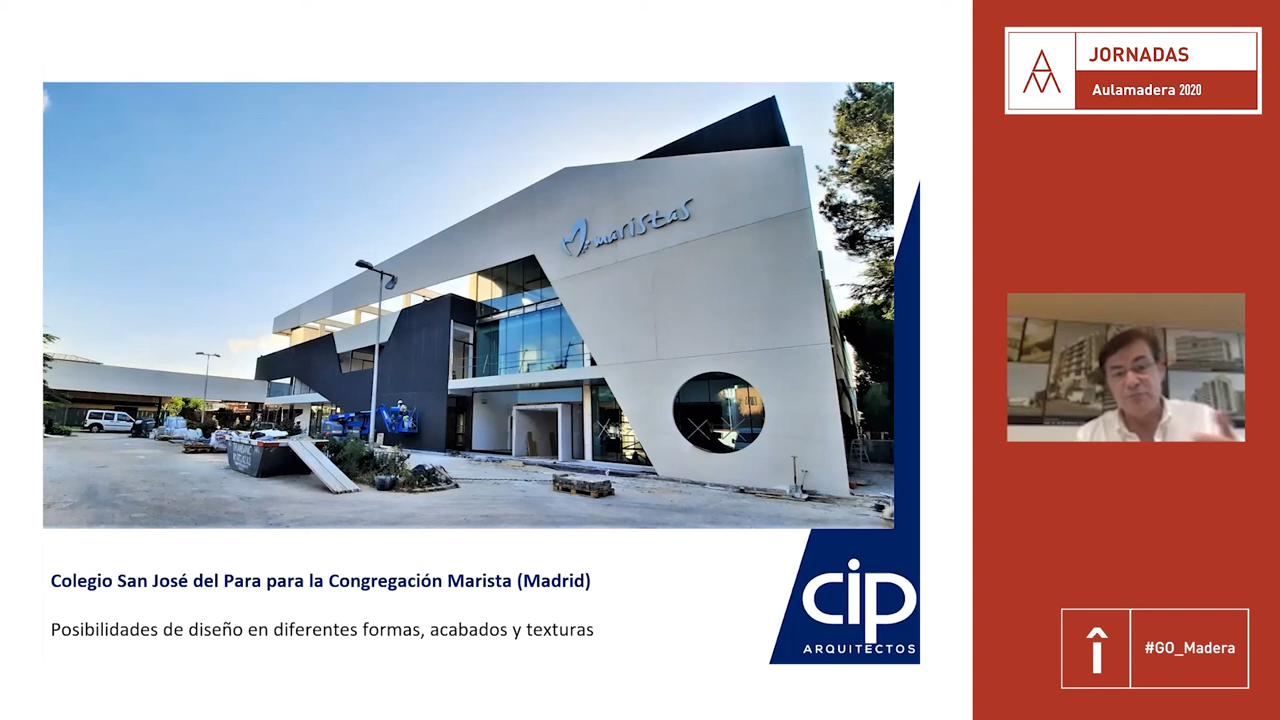 JORNADAS
Aulamadera 2020
maristas
Colegio San José del Para para la Congregación Marista (Madrid)
Posibilidades de diseño en diferentes formas, acabados y texturas
cip
ARQUITECTOS
#GO_Madera